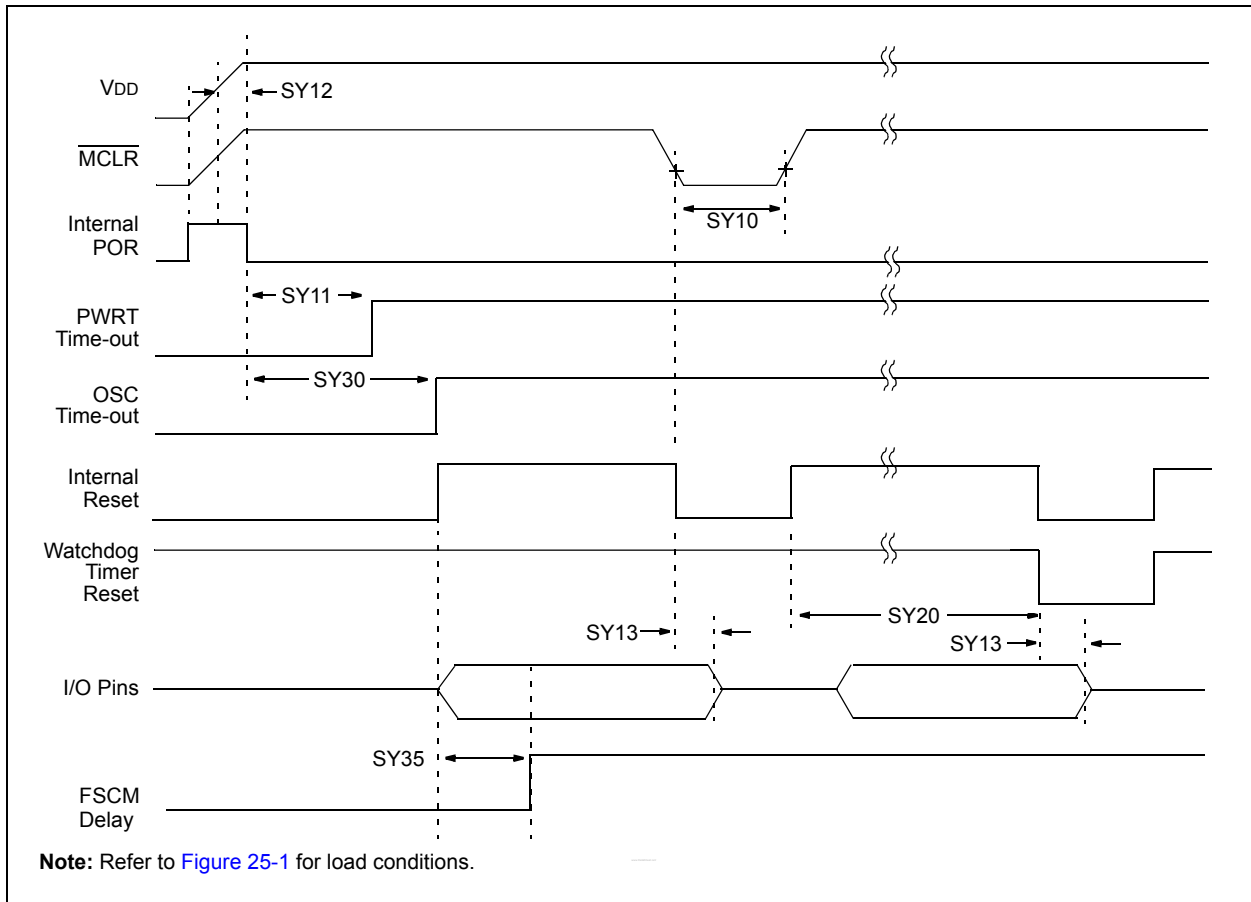 VDD
SY12
MCLR
SY10
Internal
POR
SY11
PWRT
Time-out
SY30
OSC
Time-out
Internal
Reset
Watchdog
Timer
Reset
SY20
SY13
SY13
I/O Pins
SY35
FSCM
Delay
Note: Refer to Figure 25-1 for load conditions.